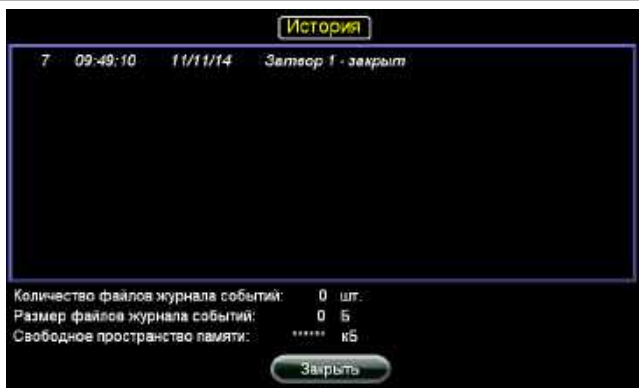 История
7 09:49:10 11/11/14 Затвор 1 - закрыт
Количество файлов журнала событий: 0 шт.
Размер файлов журнала событий: 0 Б
Свободное пространство памяти: ****** кБ
Закрыть